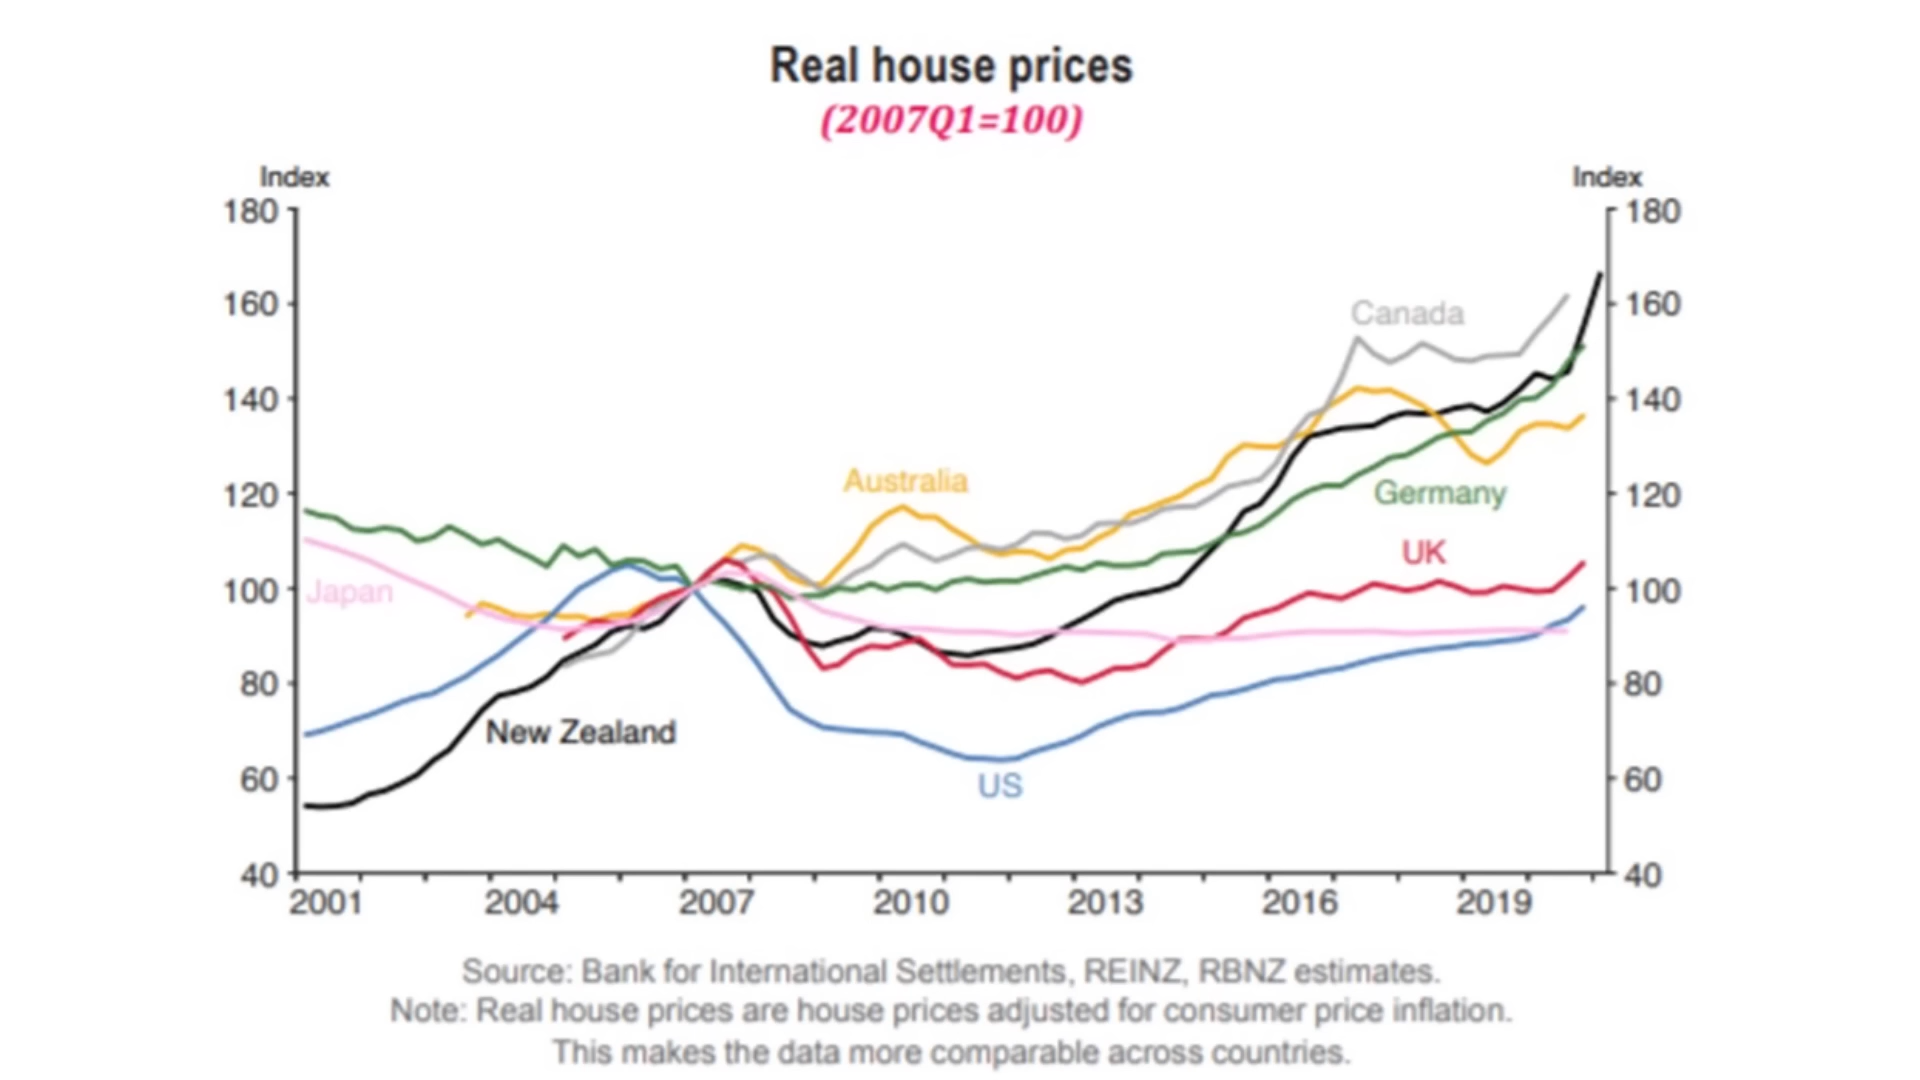 Real house prices
(2007Q1=100)
Index
Index
180
180
160
160
140
140
120
120
100
100
80
80
60
60
40
40
Canada
Australia
Germany
UK
Japan
New Zealand
US
2001
2004
2007
2010
2013
2016
2019
Source: Bank for International Settlements, REINZ, RBNZ estimates.
Note: Real house prices are house prices adjusted for consumer price inflation.
This makes the data more comparable across countries.